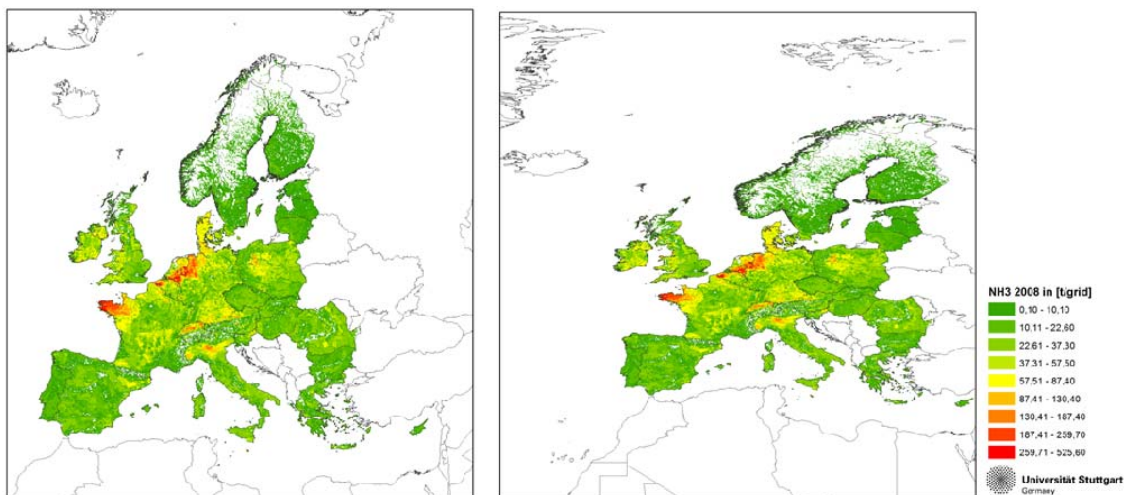 NH3 2008 in [t/grid]
0,10 - 10,10
10,11 - 22,60
22,61 - 37,30
37,31 - 57,50
57,51 - 87,40
87,41 - 130,40
130,41 - 187,40
187,41 - 259,70
259,71 - 525,60
Universität Stuttgart
Germany